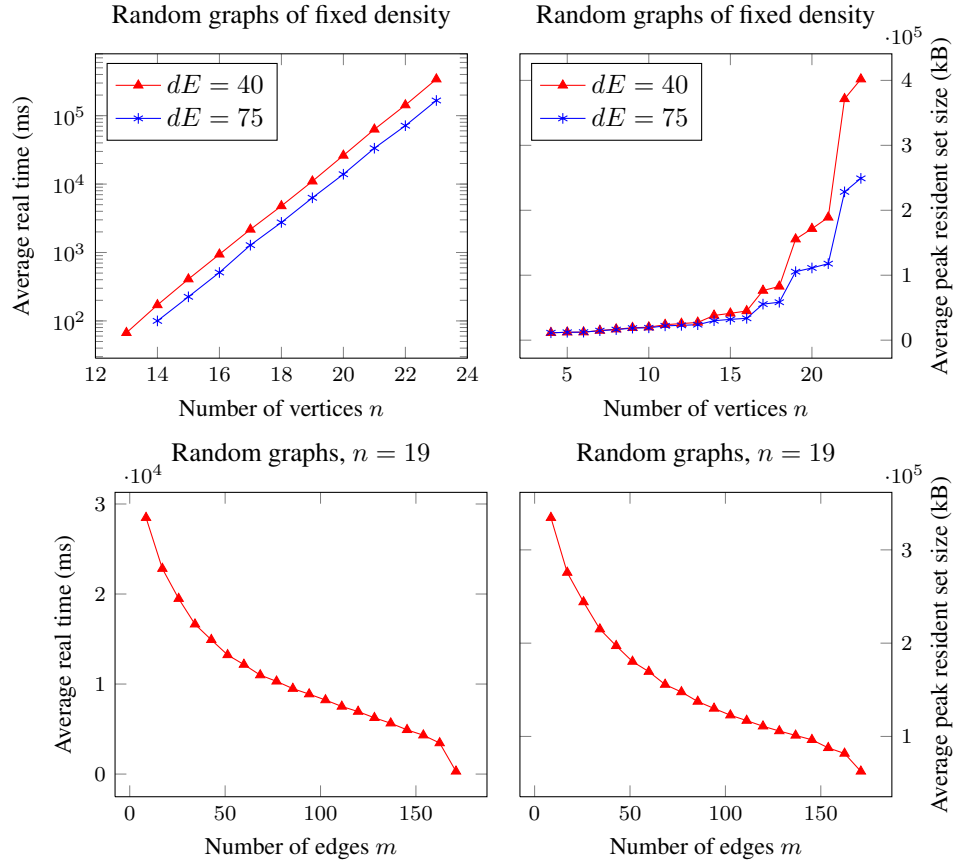 Random graphs of fixed density
Average real time (ms)
10^5
10^4
10^3
10^2
dE = 40
dE = 75
12 14 16 18 20 22 24
Number of vertices n
Random graphs of fixed density
·10^5
dE = 40
dE = 75
4
2
1
0
Average peak resident set size (kB)
5 10 15 20
Number of vertices n
Random graphs, n = 19
·10^4
Average real time (ms)
3
2
1
0
0 50 100 150
Number of edges m
Random graphs, n = 19
·10^5
3
2
1
Average peak resident set size (kB)
0 50 100 150
Number of edges m